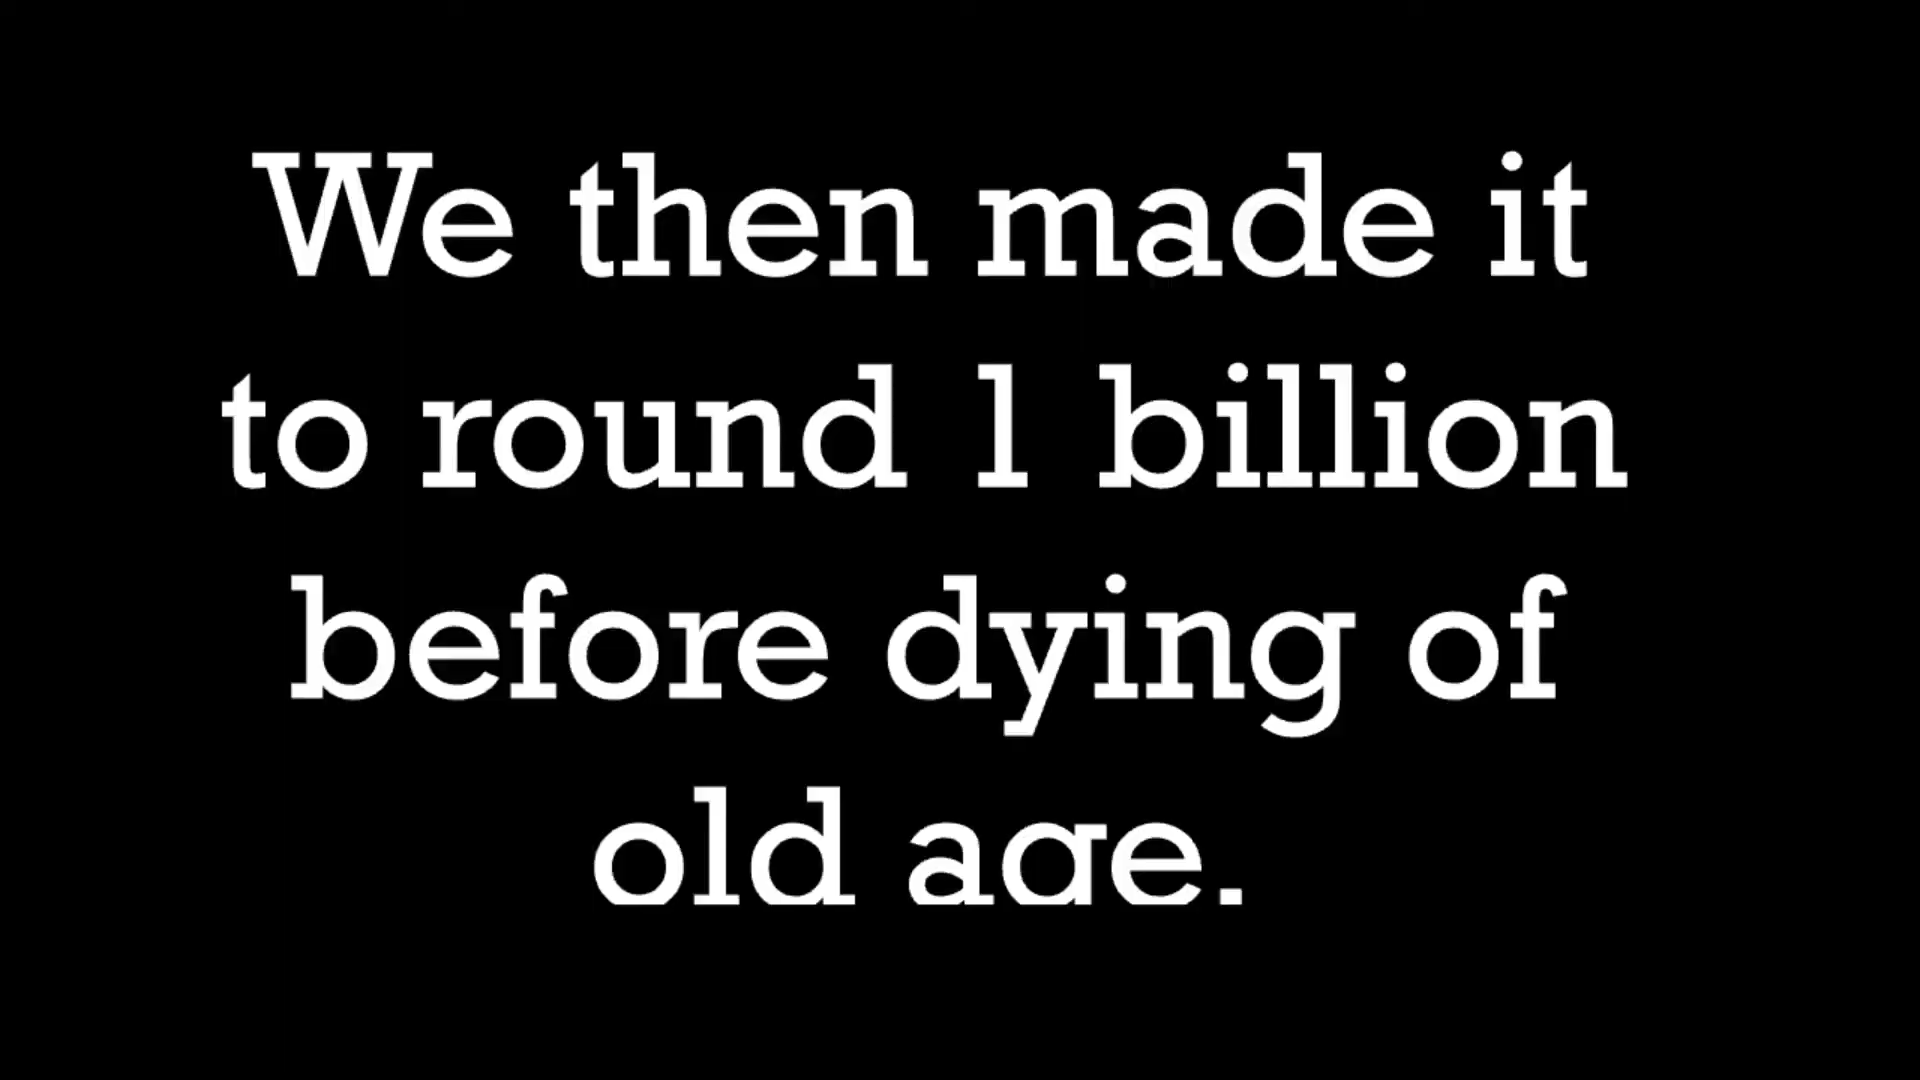 We then made it
to round 1 billion
before dying of
old age.